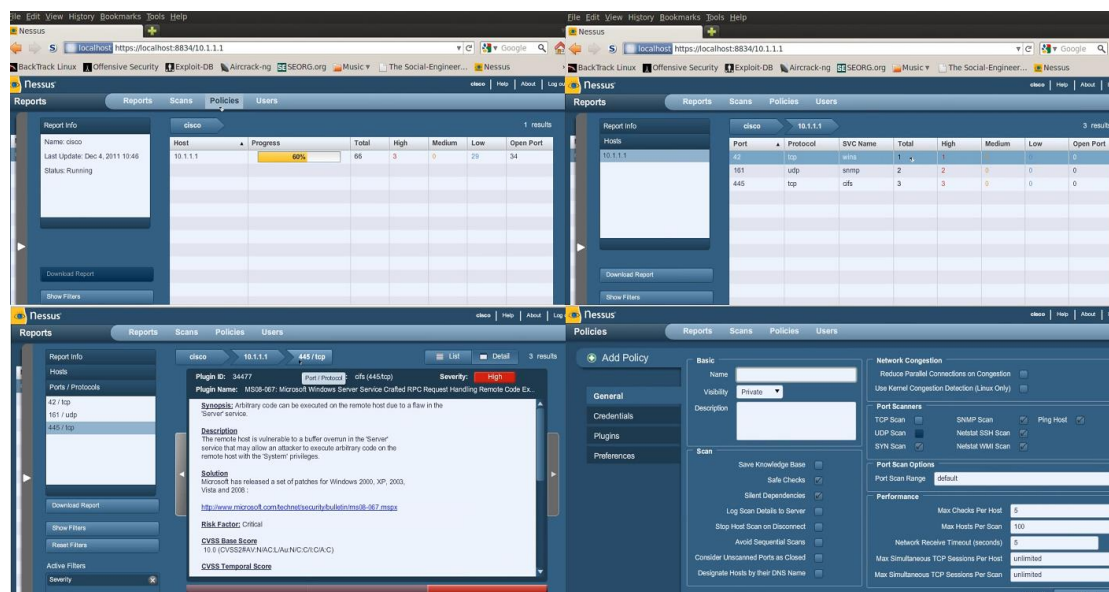 File Edit View History Bookmarks Tools Help
Nessus
localhost https://localhost:8834/10.1.1.1
Google
BackTrack Linux Offensive Security Exploit-DB Aircrack-ng SEORG.org Music The Social-Engineer... Nessus
Nessus
cisco Help About Log ou
Reports
Reports Scans Policies Users
Report Info
Name: cisco
Last Update: Dec 4, 2011 10:46
Status: Running
Download Report
Show Filters
cisco 1 results
Host Progress Total High Medium Low Open Port
10.1.1.1 60% 66 3 0 29 34
File Edit View History Bookmarks Tools Help
Nessus
localhost https://localhost:8834/10.1.1.1
Google
BackTrack Linux Offensive Security Exploit-DB Aircrack-ng SEORG.org Music The Social-Engineer... Nessus
Nessus
cisco Help About
Reports
Reports Scans Policies Users
Report Info
Hosts
10.1.1.1
Download Report
Show Filters
cisco 10.1.1.1 3 result
Port Protocol SVC Name Total High Medium Low Open Port
42 tcp wins 1 1 0 0
161 udp snmp 2 2 0 0 0
445 tcp cifs 3 3 0 0 0
Nessus
cisco Help About Log
Reports
Reports Scans Policies Users
Report Info
Hosts
Ports / Protocols
42 / tcp
161 / udp
445 / tcp
Download Report
Show Filters
Reset Filters
Active Filters
Severity
cisco 10.1.1.1 445 / tcp List Detail 3 results
Plugin ID: 34477 Port / Protocol cifs (445/tcp) Severity: High
Plugin Name: MS08-067: Microsoft Windows Server Service Crafted RPC Request Handling Remote Code Ex..
Synopsis: Arbitrary code can be executed on the remote host due to a flaw in the
'Server' service.
Description
The remote host is vulnerable to a buffer overrun in the 'Server'
service that may allow an attacker to execute arbitrary code on the
remote host with the 'System' privileges.
Solution
Microsoft has released a set of patches for Windows 2000, XP, 2003,
Vista and 2008 :
http://www.microsoft.com/technet/security/bulletin/ms08-067.mspx
Risk Factor: Critical
CVSS Base Score
10.0 (CVSS2#AV:N/AC:L/Au:N/C:C/I:C/A:C)
CVSS Temporal Score
Nessus
cisco Help About
Policies
Reports Scans Policies Users
Add Policy
General
Credentials
Plugins
Preferences
Basic
Name
Visibility Private
Description
Scan
Save Knowledge Base
Safe Checks
Silent Dependencies
Log Scan Details to Server
Stop Host Scan on Disconnect
Avoid Sequential Scans
Consider Unscanned Ports as Closed
Designate Hosts by their DNS Name
Network Congestion
Reduce Parallel Connections on Congestion
Use Kernel Congestion Detection (Linux Only)
Port Scanners
TCP Scan SNMP Scan Ping Host
UDP Scan Netstat SSH Scan
SYN Scan Netstat WMI Scan
Port Scan Options
Port Scan Range default
Performance
Max Checks Per Host 5
Max Hosts Per Scan 100
Network Receive Timeout (seconds) 5
Max Simultaneous TCP Sessions Per Host unlimited
Max Simultaneous TCP Sessions Per Scan unlimited